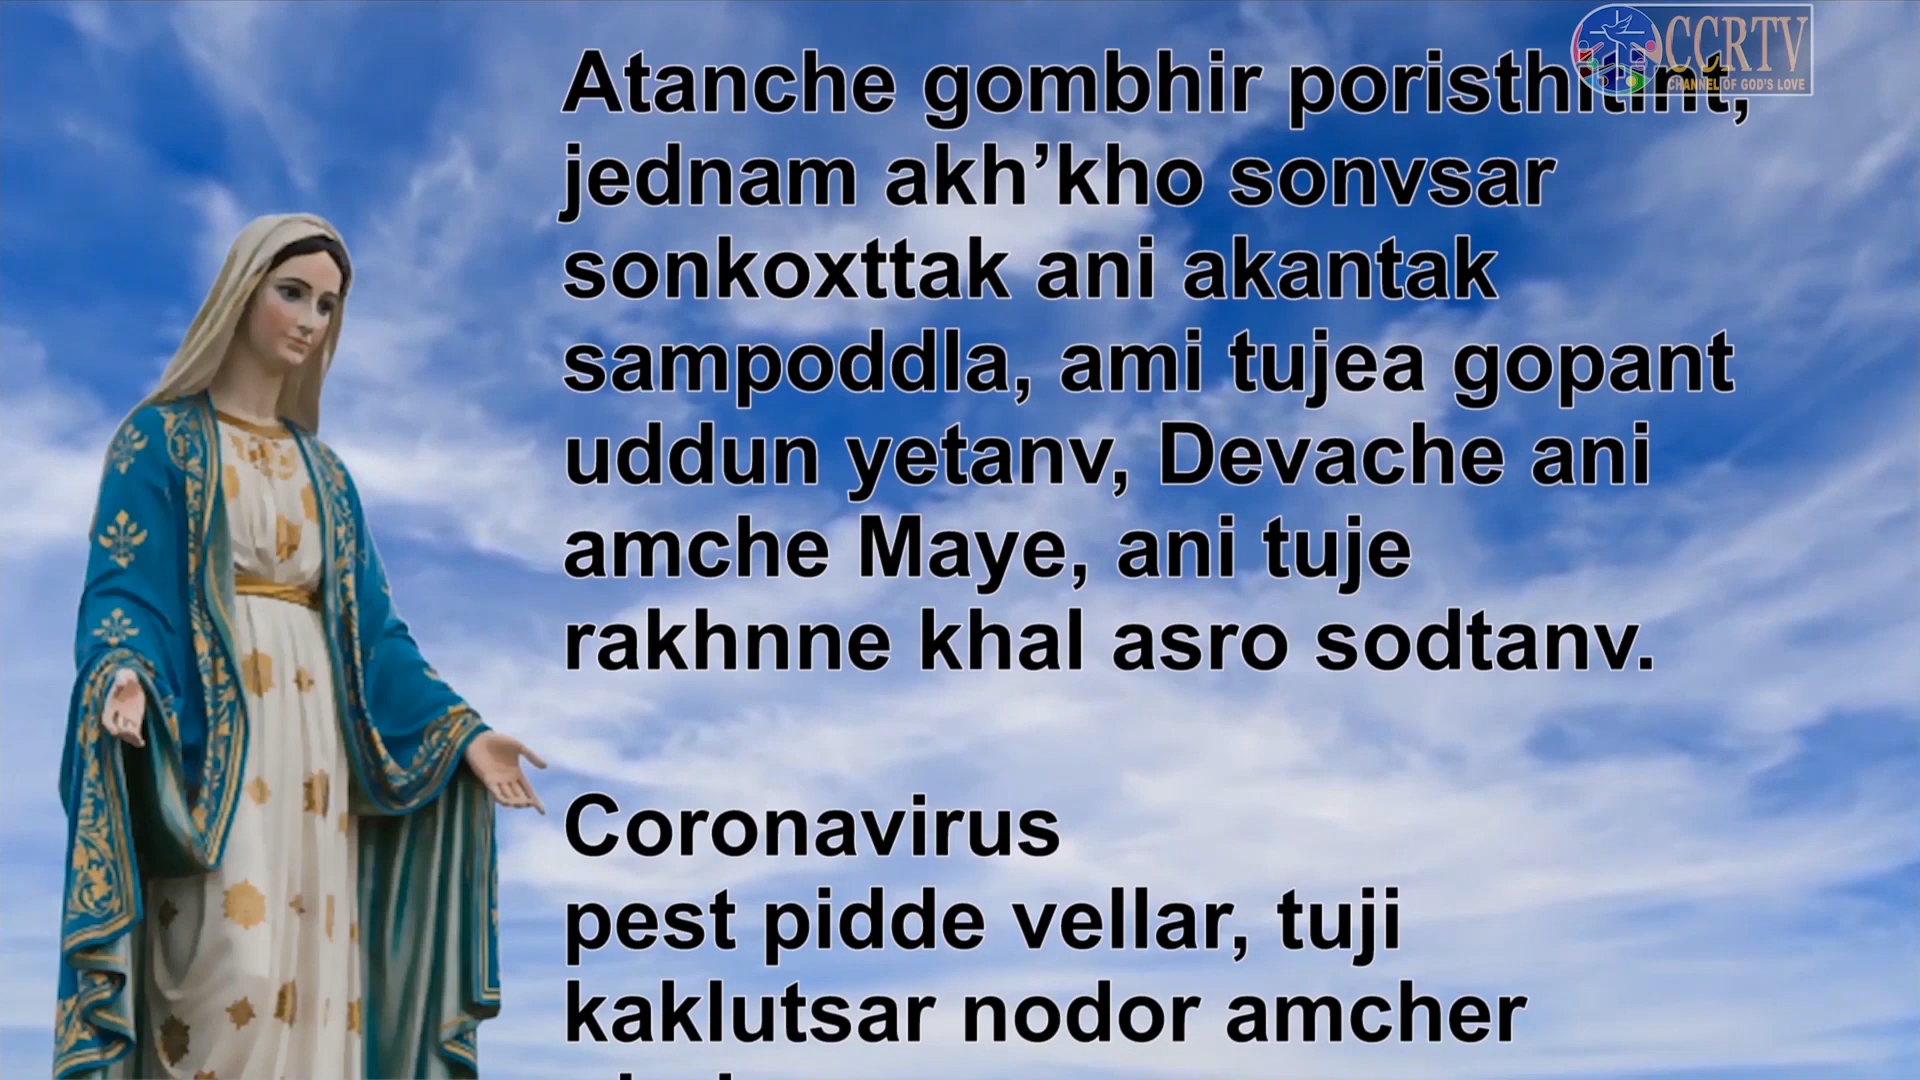 CCRTV
CHANNEL OF GOD'S LOVE
Atanche gombhir poristhitint,
jednam akh’kho sonvsar
sonkoxttak ani akantak
sampoddla, ami tujea gopant
uddun yetanv, Devache ani
amche Maye, ani tuje
rakhnne khal asro sodtanv.
Coronavirus
pest pidde vellar, tuji
kaklutsar nodor amcher